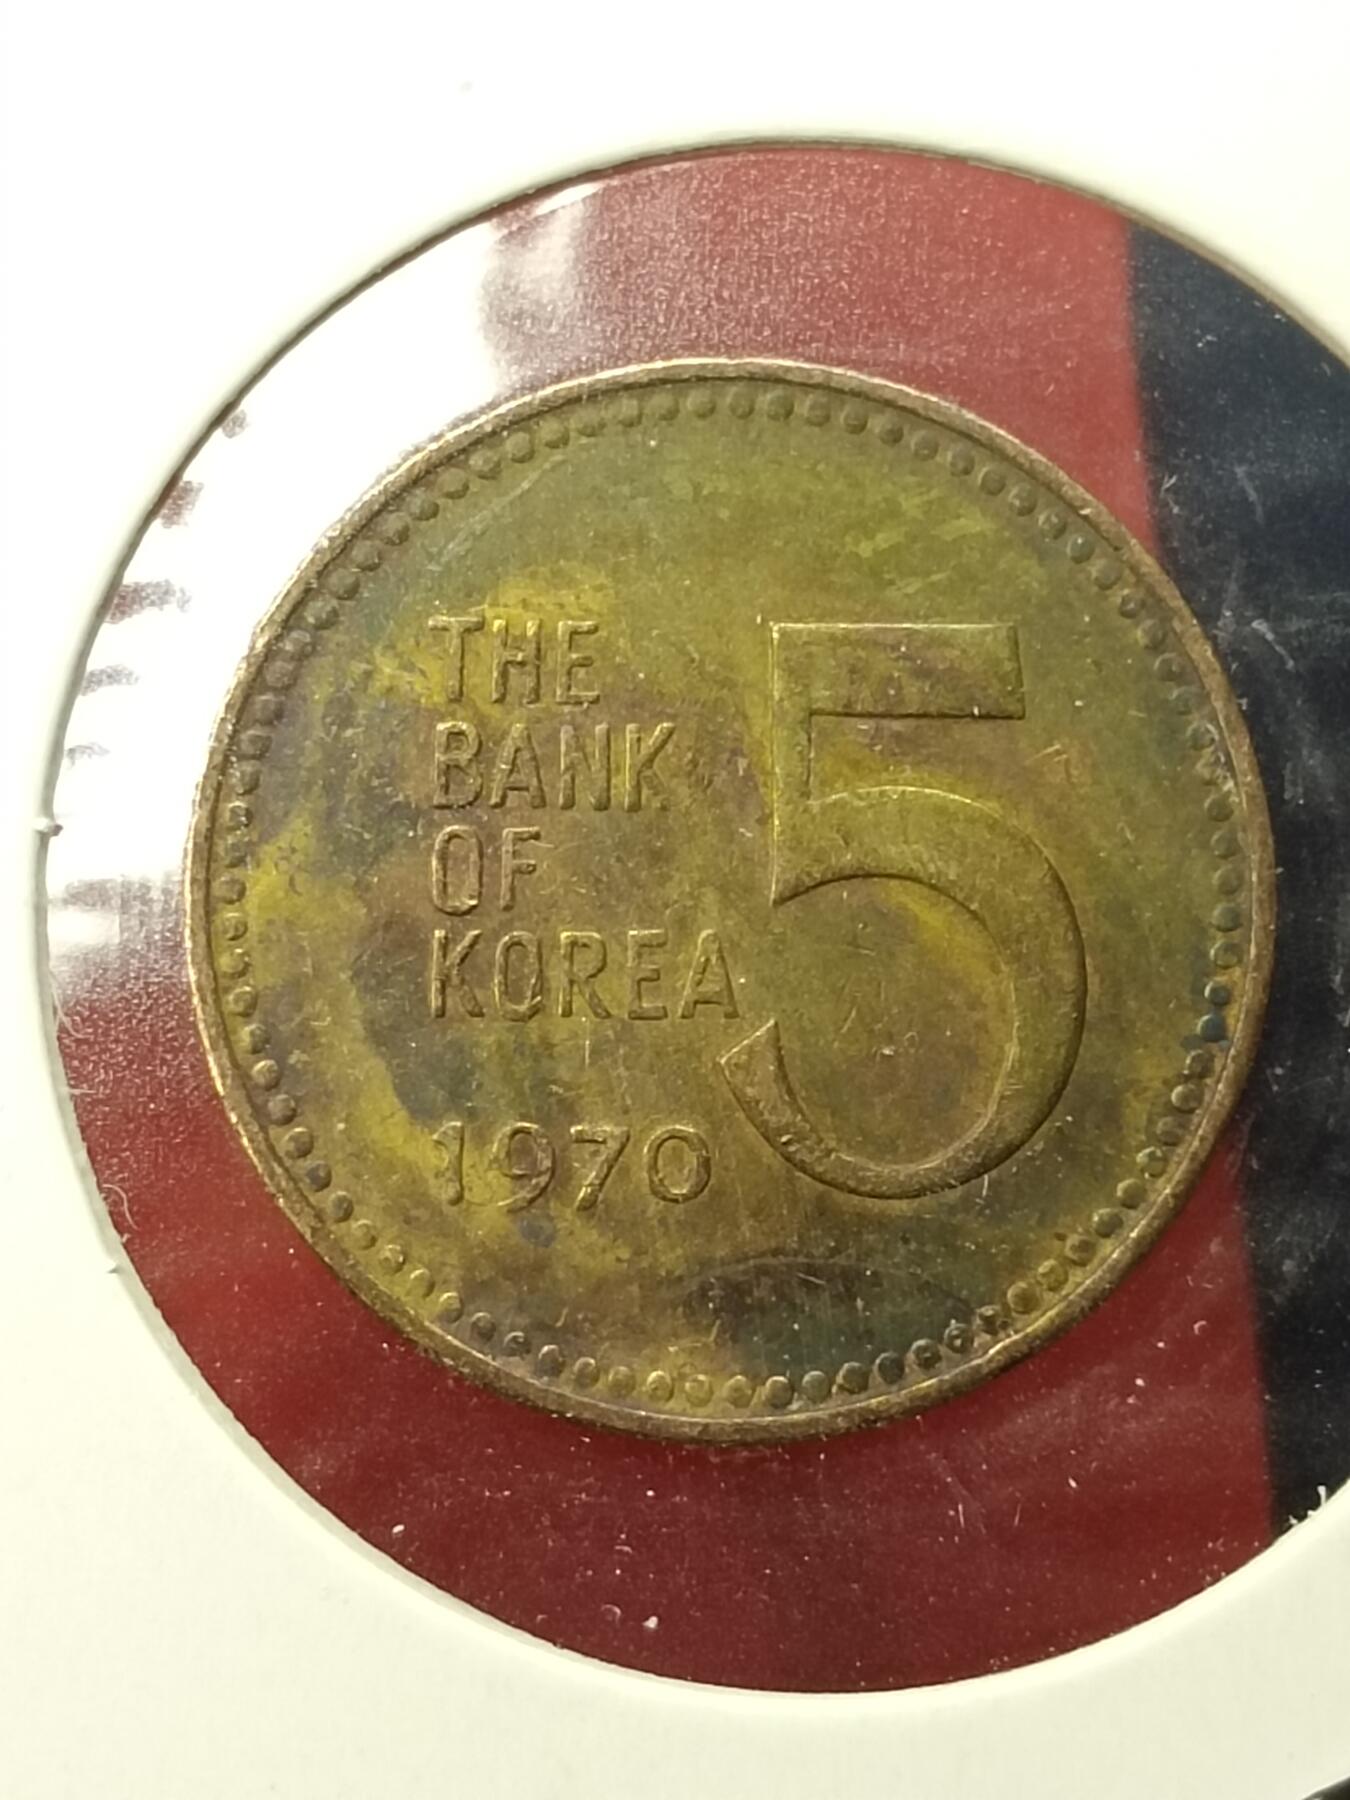 THE
BANK
OF
KOREA
5
1970